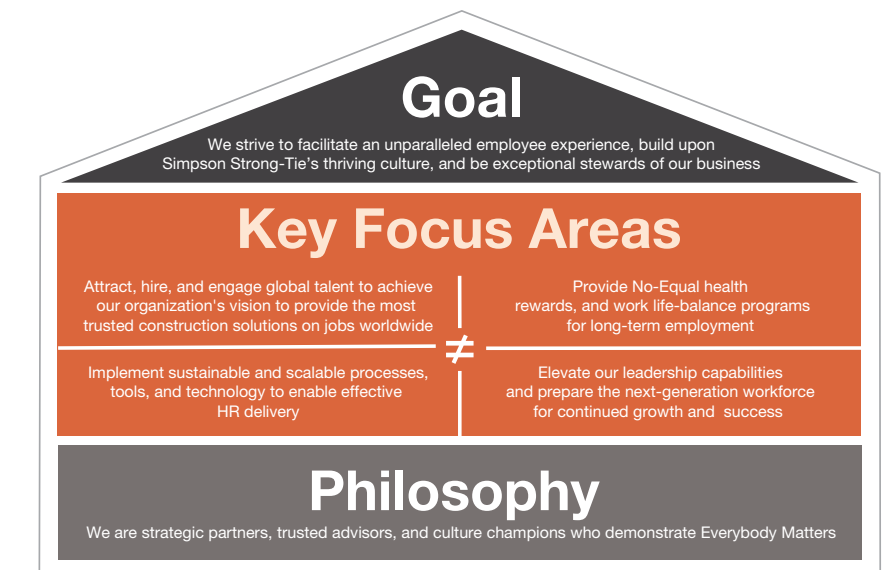 Goal
We strive to facilitate an unparalleled employee experience, build upon
Simpson Strong-Tie's thriving culture, and be exceptional stewards of our business
Key Focus Areas
Attract, hire, and engage global talent to achieve
our organization's vision to provide the most
trusted construction solutions on jobs worldwide
Provide No-Equal health
rewards, and work life-balance programs
for long-term employment
≠
Implement sustainable and scalable processes,
tools, and technology to enable effective
HR delivery
Elevate our leadership capabilities
and prepare the next-generation workforce
for continued growth and success
Philosophy
We are strategic partners, trusted advisors, and culture champions who demonstrate Everybody Matters